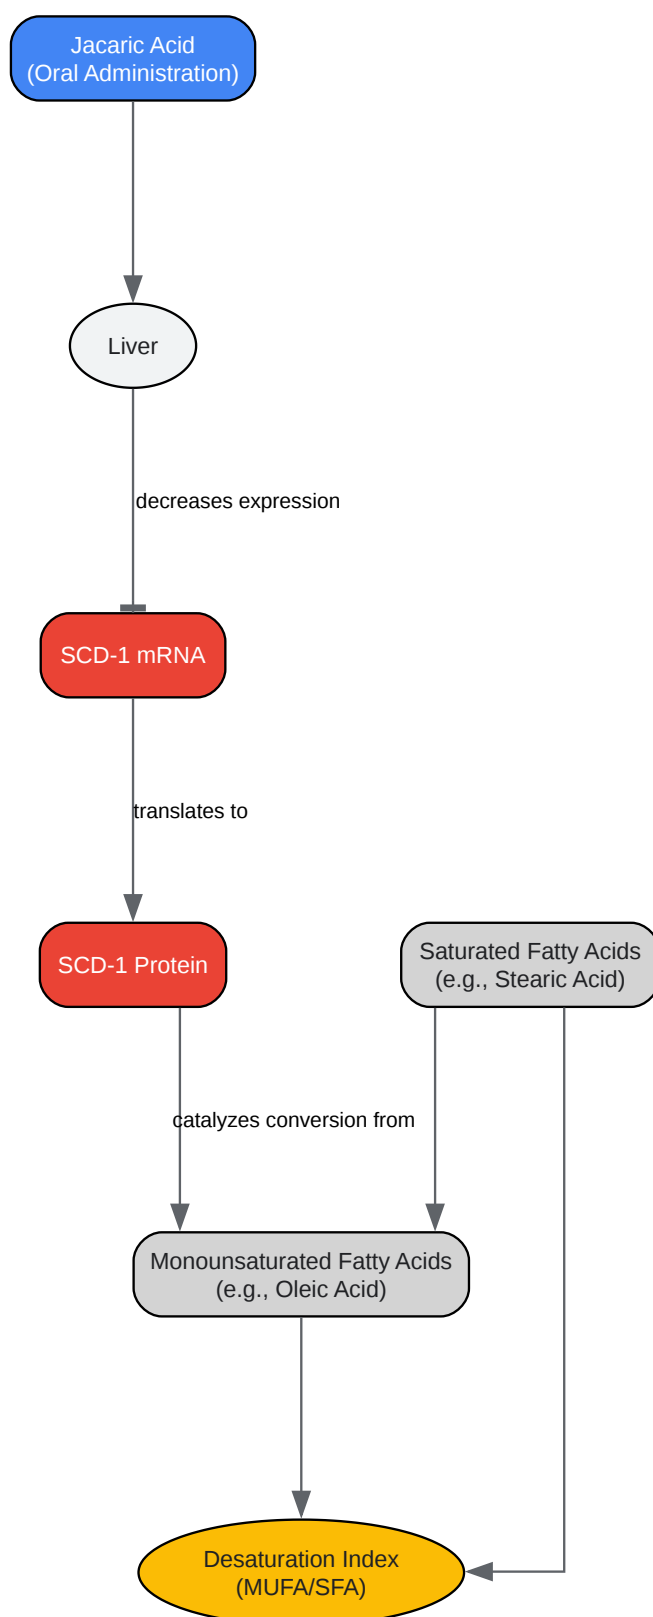 Jacaric Acid
(Oral Administration)
Liver
decreases expression
SCD-1 mRNA
translates to
SCD-1 Protein
Saturated Fatty Acids
(e.g., Stearic Acid)
catalyzes conversion from
Monounsaturated Fatty Acids
(e.g., Oleic Acid)
Desaturation Index
(MUFA/SFA)